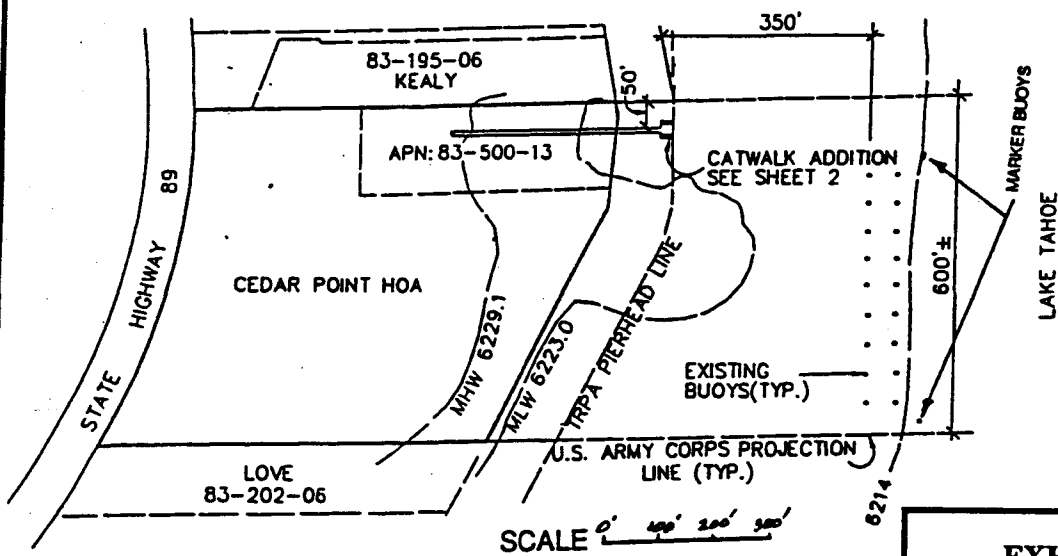 350'
83-195-06
KEALY
50'
APN: 83-500-13
CATWALK ADDITION
SEE SHEET 2
MARKER BUOYS
LAKE TAHOE
STATE HIGHWAY 89
CEDAR POINT HOA
600'±
MHW 6229.1
MLW 6223.0
TRPA PIERHEAD LINE
EXISTING
BUOYS(TYP.)
U.S. ARMY CORPS PROJECTION
LINE (TYP.)
LOVE
83-202-06
6214
SCALE 0' 100' 200' 300'